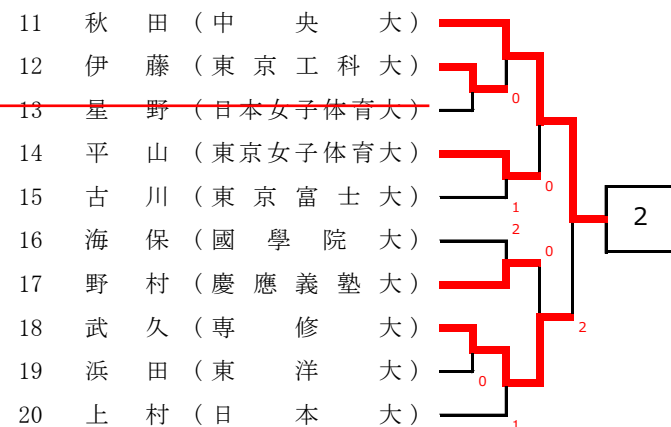 11 秋 田 ( 中 央 大 )
12 伊 藤 ( 東 京 工 科 大 )
0
13 星 野 ( 日本女子体育大 )
14 平 山 ( 東京女子体育大 )
0
15 古 川 ( 東 京 富 士 大 )
1
2
2
16 海 保 ( 國 學 院 大 )
0
17 野 村 ( 慶 應 義 塾 大 )
18 武 久 ( 専 修 大 )
2
19 浜 田 ( 東 洋 大 )
0
20 上 村 ( 日 本 大 )
1